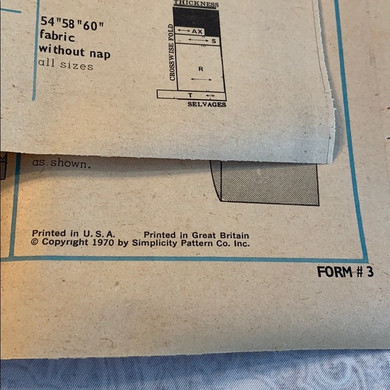 THICKNESS
54"58"60"
fabric
without nap
all sizes
CROSSWISE FOLD
AX
S
R
T
SELVAGES
as shown.
Printed in U. S. A. Printed in Great Britain
© Copyright 1970 by Simplicity Pattern Co. Inc.
FORM # 3